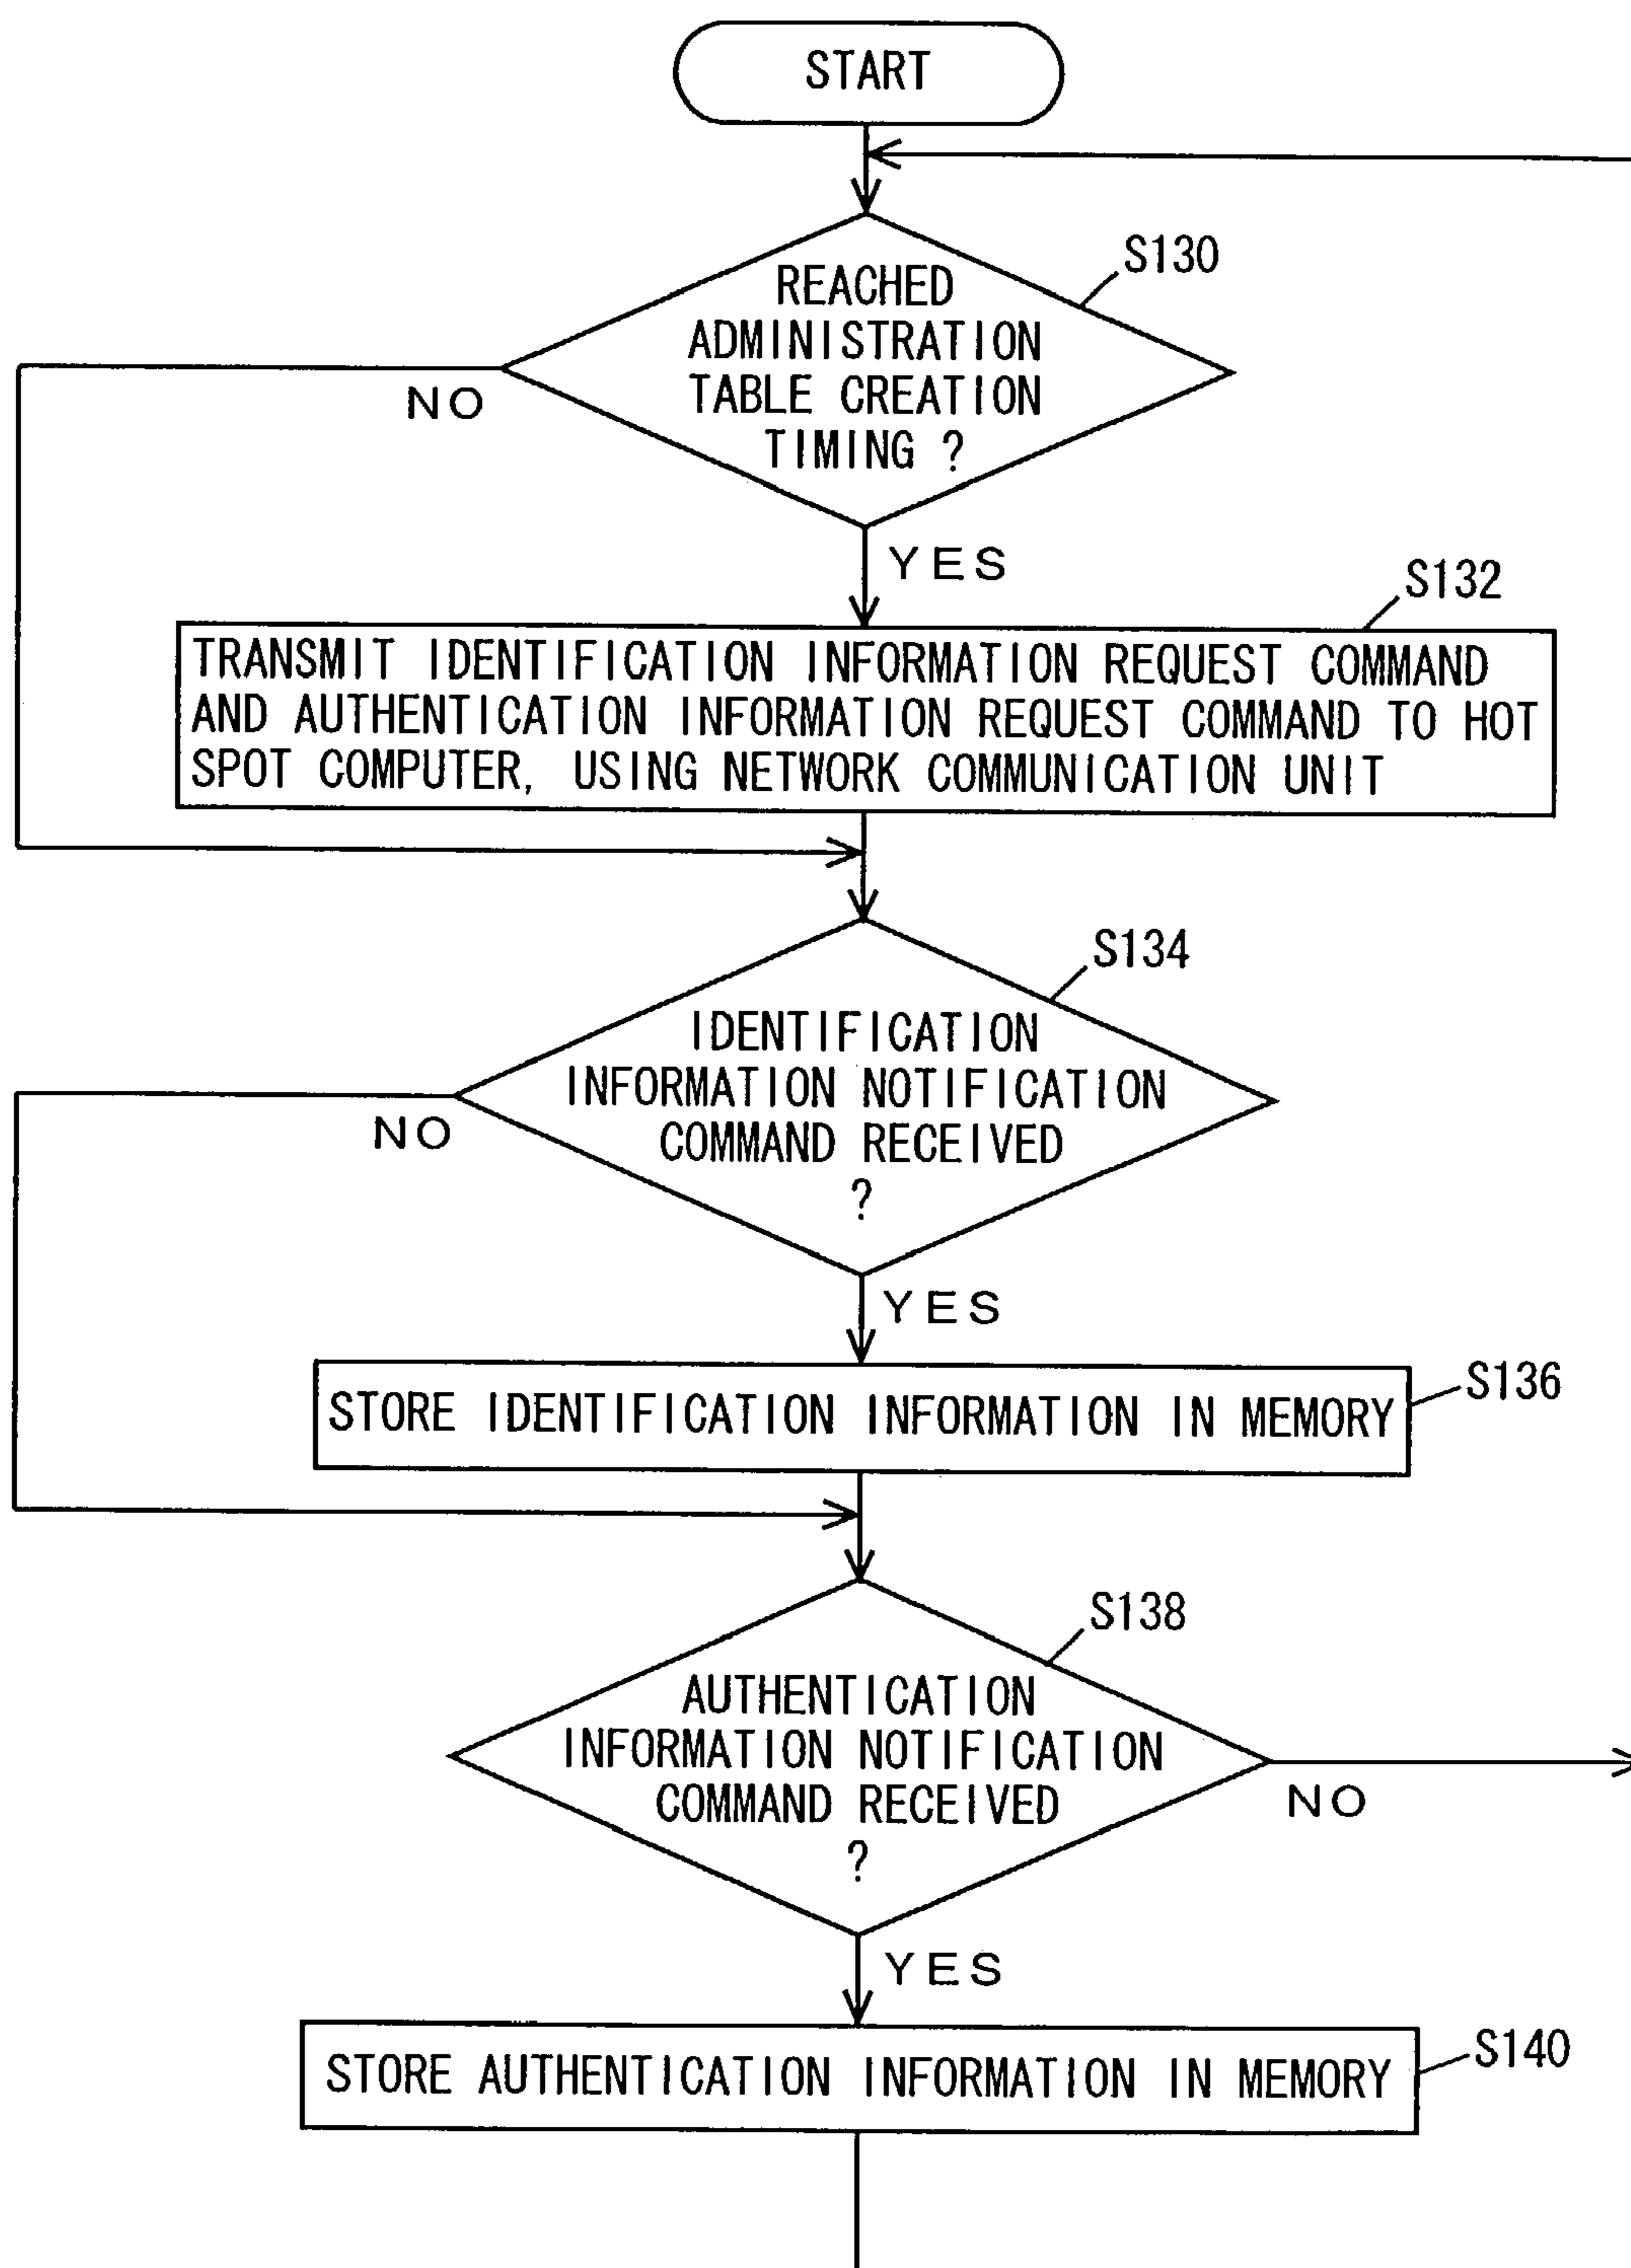 START
S130
REACHED
ADMINISTRATION
TABLE CREATION
TIMING ?
NO
YES
S132
TRANSMIT IDENTIFICATION INFORMATION REQUEST COMMAND
AND AUTHENTICATION INFORMATION REQUEST COMMAND TO HOT
SPOT COMPUTER, USING NETWORK COMMUNICATION UNIT
S134
IDENTIFICATION
INFORMATION NOTIFICATION
COMMAND RECEIVED
?
NO
YES
S136
STORE IDENTIFICATION INFORMATION IN MEMORY
S138
AUTHENTICATION
INFORMATION NOTIFICATION
COMMAND RECEIVED
?
NO
YES
S140
STORE AUTHENTICATION INFORMATION IN MEMORY